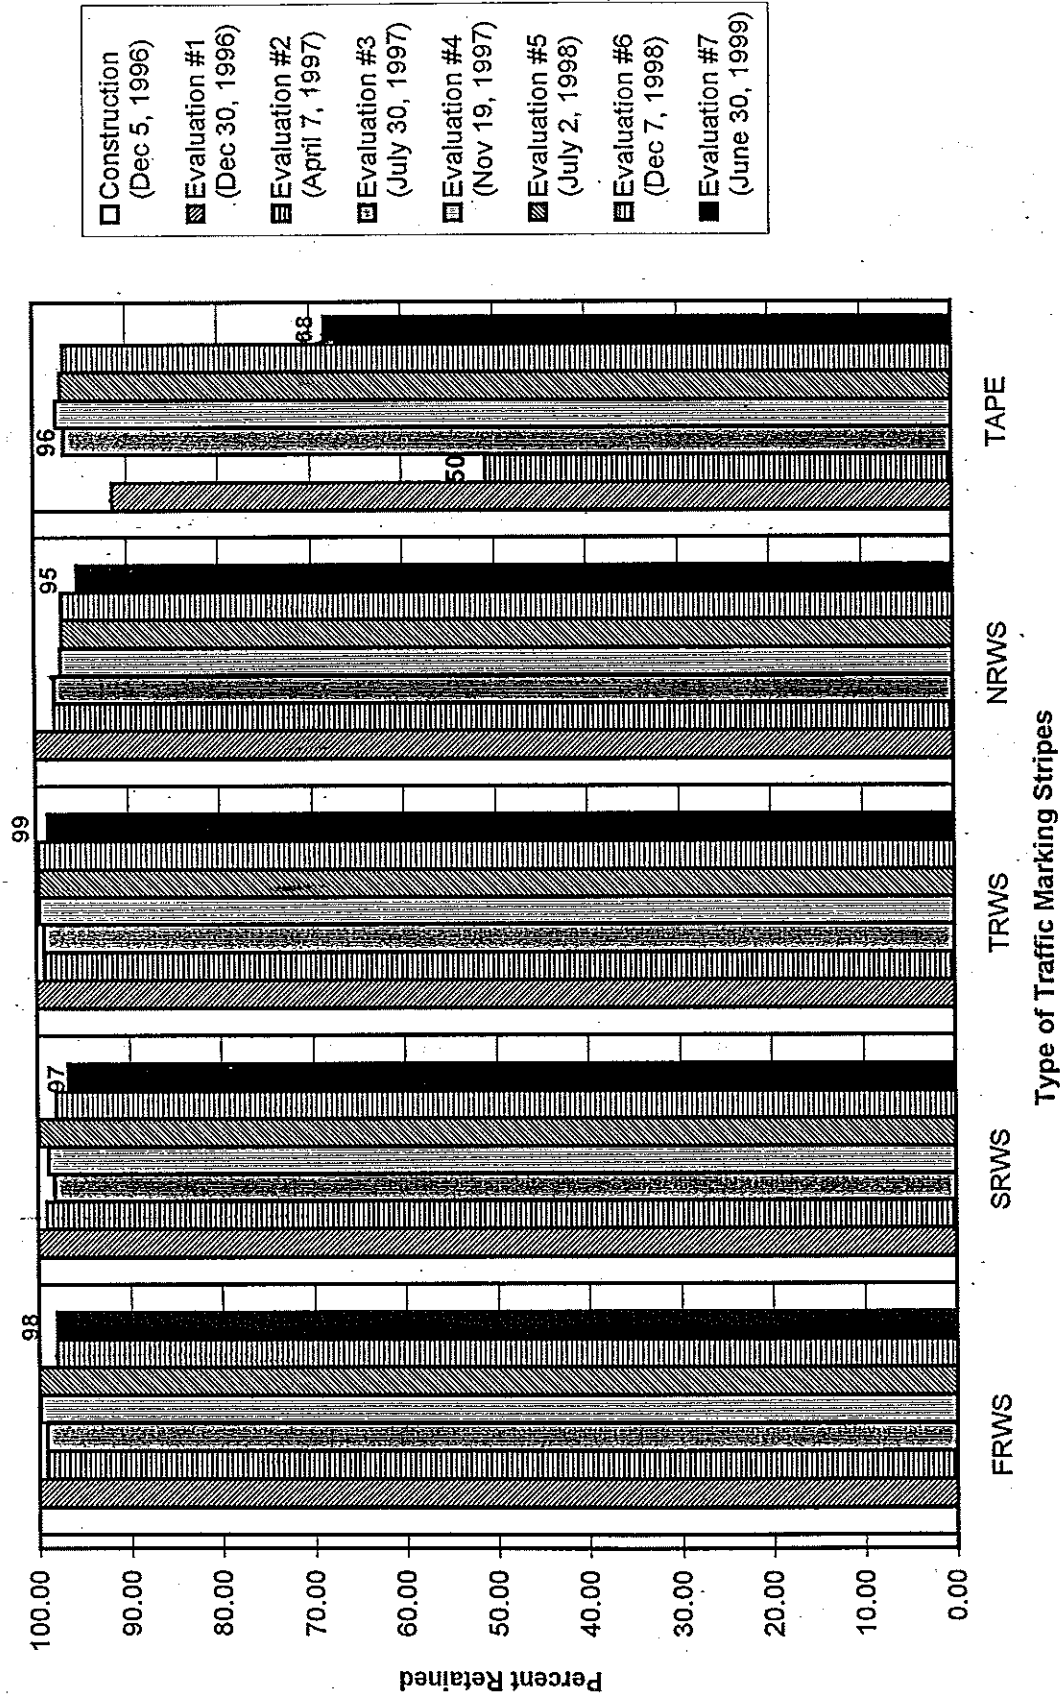 Percent Retained
100.00
90.00
80.00
70.00
60.00
50.00
40.00
30.00
20.00
10.00
0.00
98
97
99
95
50
96
68
FRWS
SRWS
TRWS
NRWS
TAPE
Type of Traffic Marking Stripes
Construction
(Dec 5, 1996)
Evaluation #1
(Dec 30, 1996)
Evaluation #2
(April 7, 1997)
Evaluation #3
(July 30, 1997)
Evaluation #4
(Nov 19, 1997)
Evaluation #5
(July 2, 1998)
Evaluation #6
(Dec 7, 1998)
Evaluation #7
(June 30, 1999)